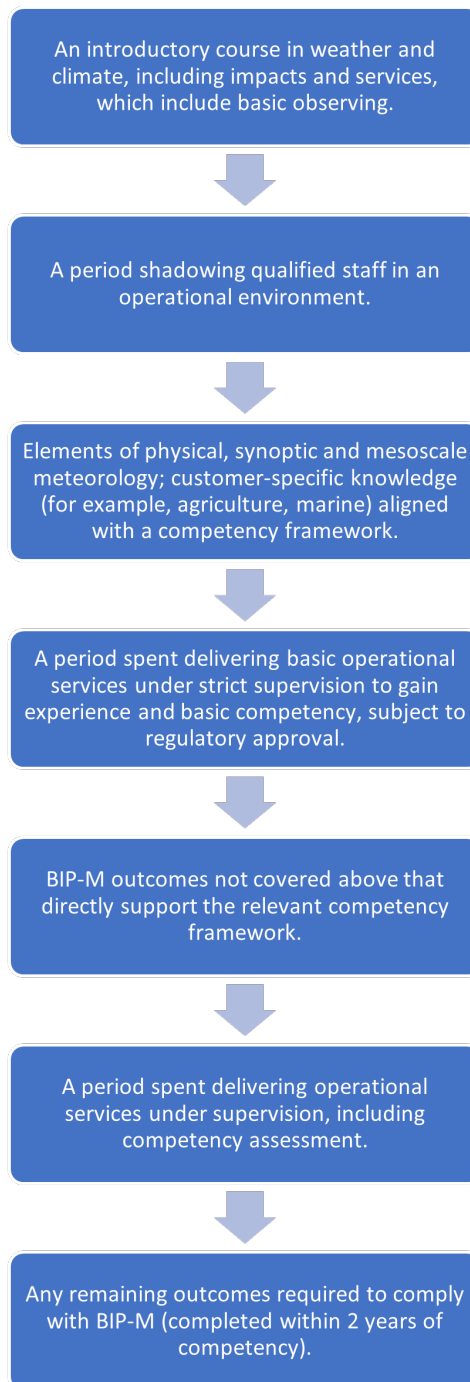 An introductory course in weather and
climate, including impacts and services,
which include basic observing.
A period shadowing qualified staff in an
operational environment.
Elements of physical, synoptic and mesoscale
meteorology; customer-specific knowledge
(for example, agriculture, marine) aligned
with a competency framework.
A period spent delivering basic operational
services under strict supervision to gain
experience and basic competency, subject to
regulatory approval.
BIP-M outcomes not covered above that
directly support the relevant competency
framework.
A period spent delivering operational
services under supervision, including
competency assessment.
Any remaining outcomes required to comply
with BIP-M (completed within 2 years of
competency).